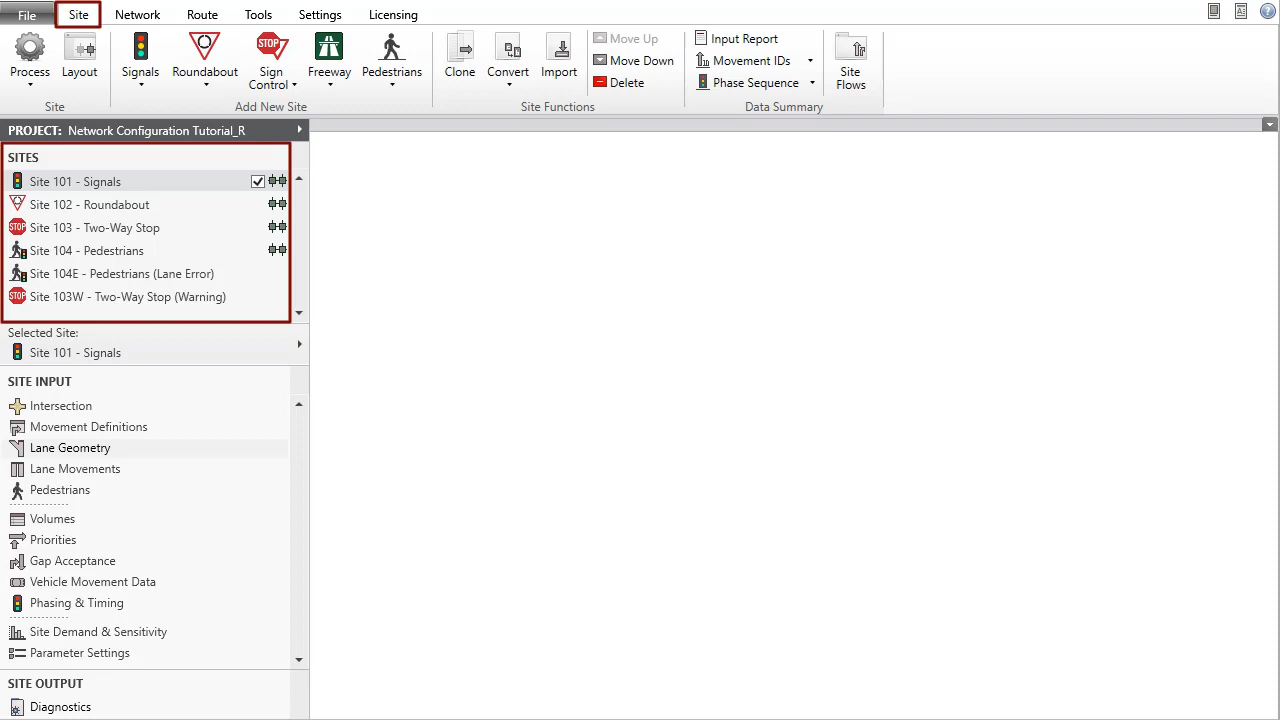 File Site Network Route Tools Settings Licensing
Process Layout Signals Roundabout Sign Control Freeway Pedestrians Clone Convert Import
Move Up
Move Down
Delete
Input Report
Movement IDs
Phase Sequence
Site Flows
Site Add New Site Site Functions Data Summary
PROJECT: Network Configuration Tutorial_R
SITES
Site 101 - Signals
Site 102 - Roundabout
STOP Site 103 - Two-Way Stop
Site 104 - Pedestrians
Site 104E - Pedestrians (Lane Error)
STOP Site 103W - Two-Way Stop (Warning)
Selected Site:
Site 101 - Signals
SITE INPUT
Intersection
Movement Definitions
Lane Geometry
Lane Movements
Pedestrians
Volumes
Priorities
Gap Acceptance
Vehicle Movement Data
Phasing & Timing
Site Demand & Sensitivity
Parameter Settings
SITE OUTPUT
Diagnostics